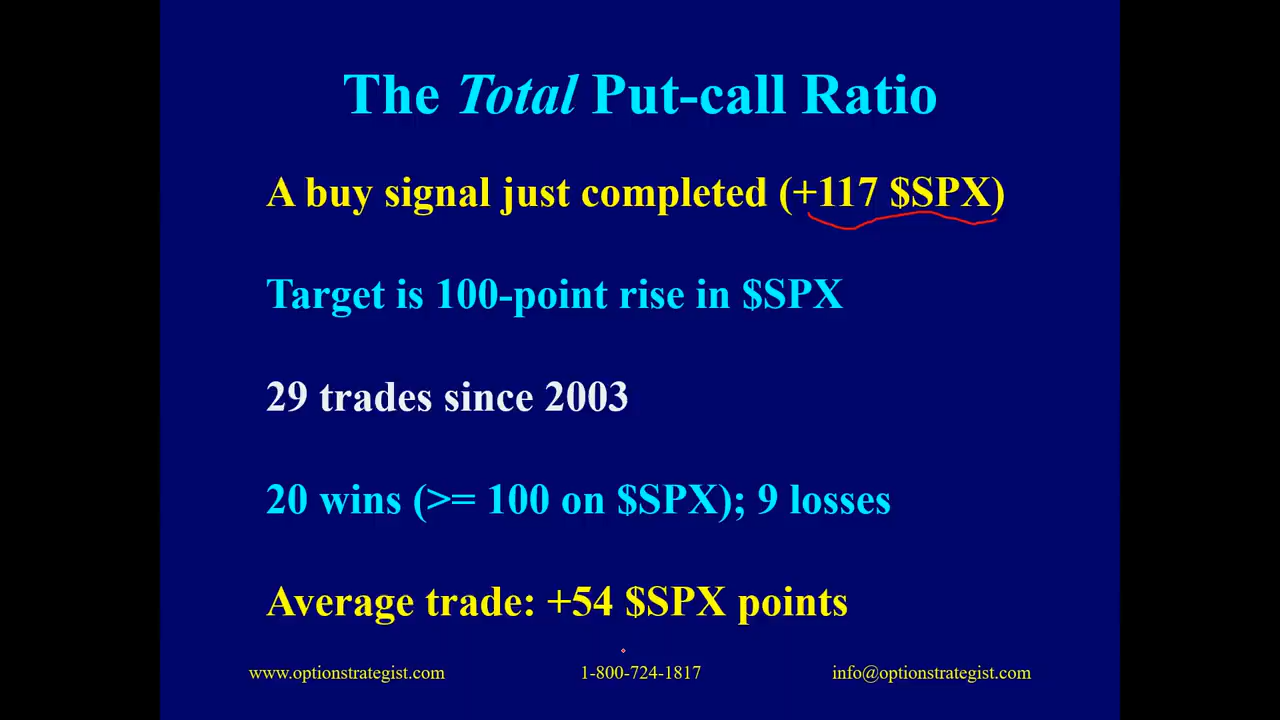 The Total Put-call Ratio
A buy signal just completed (+117 $SPX)
Target is 100-point rise in $SPX
29 trades since 2003
20 wins (>= 100 on $SPX); 9 losses
Average trade: +54 $SPX points
www.optionstrategist.com 1-800-724-1817 info@optionstrategist.com